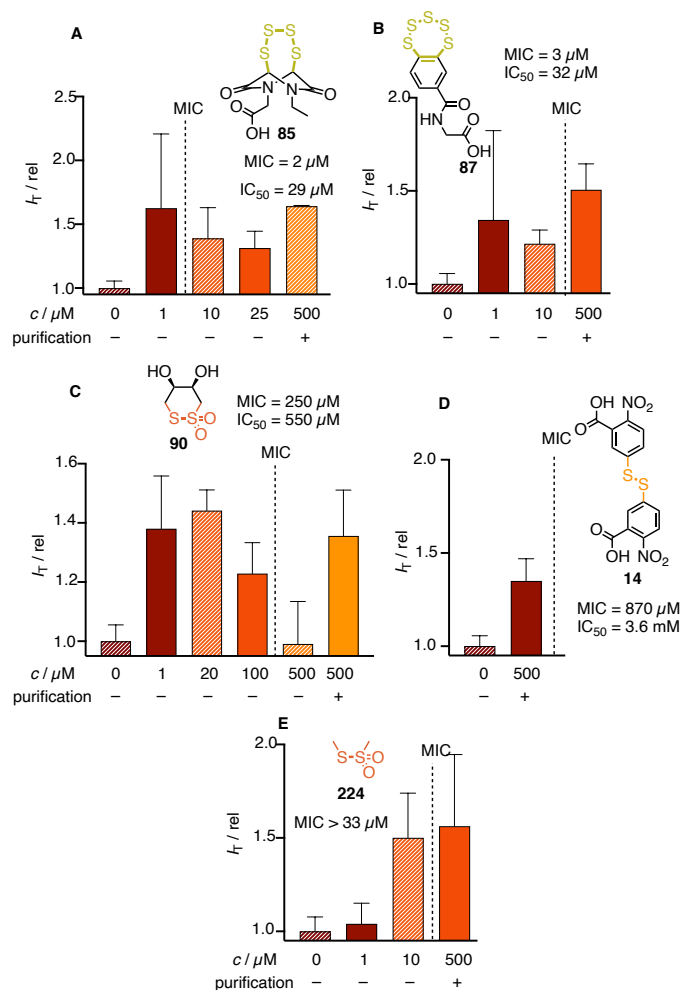 A
S S
S S
O N N O
O
OH 85
MIC = 2 µM
IC50 = 29 µM
MIC
2.5
2.0
1.5
1.0
IT / rel
c / µM 0 1 10 25 500
purification – – – – +
B
S S
S S
S
O
HN O
OH
87
MIC = 3 µM
IC50 = 32 µM
MIC
2.0
1.5
1.0
IT / rel
0 1 10 500
– – – +
C
HO OH
S S O
O
90
MIC = 250 µM
IC50 = 550 µM
MIC
1.6
1.4
1.2
1.0
IT / rel
c / µM 0 1 20 100 500 500
purification – – – – – +
D
OH NO2
O
S S
O
OH NO2
14
MIC = 870 µM
IC50 = 3.6 mM
MIC
2.0
1.5
1.0
IT / rel
0 500
– +
E
S S O
O
224
MIC > 33 µM
MIC
2.0
1.5
1.0
IT / rel
c / µM 0 1 10 500
purification – – – +